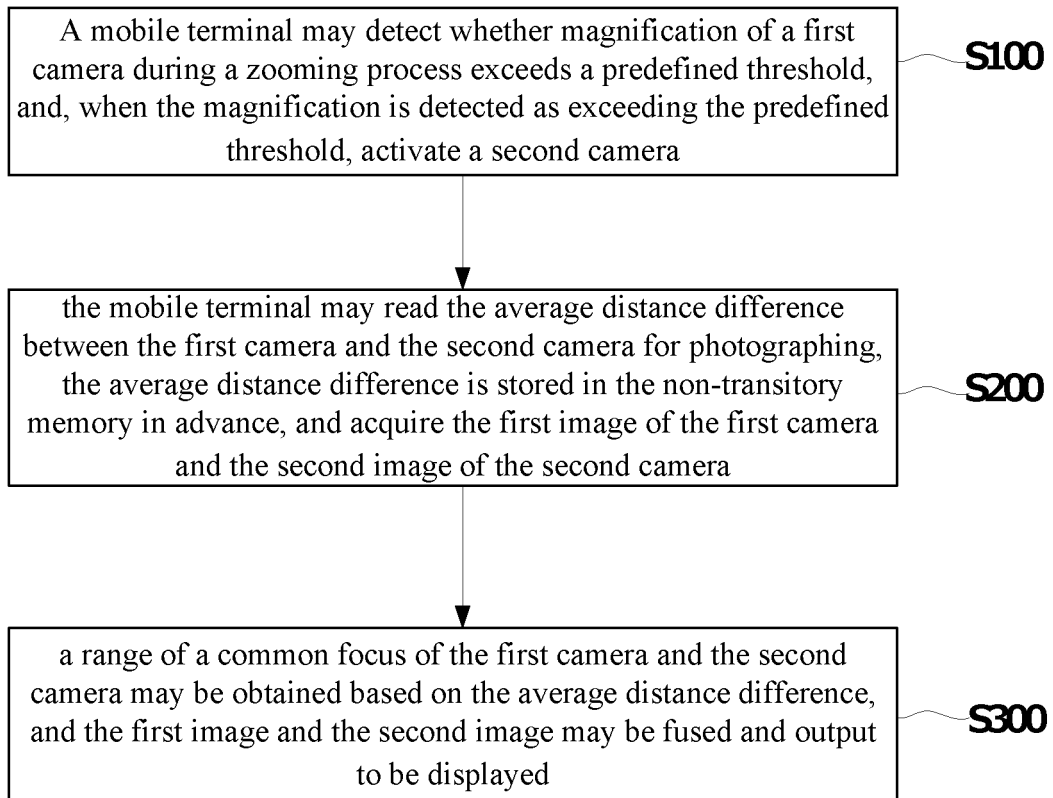 A mobile terminal may detect whether magnification of a first
camera during a zooming process exceeds a predefined threshold,
and, when the magnification is detected as exceeding the predefined
threshold, activate a second camera
S100
the mobile terminal may read the average distance difference
between the first camera and the second camera for photographing,
the average distance difference is stored in the non-transitory
memory in advance, and acquire the first image of the first camera
and the second image of the second camera
S200
a range of a common focus of the first camera and the second
camera may be obtained based on the average distance difference,
and the first image and the second image may be fused and output
to be displayed
S300